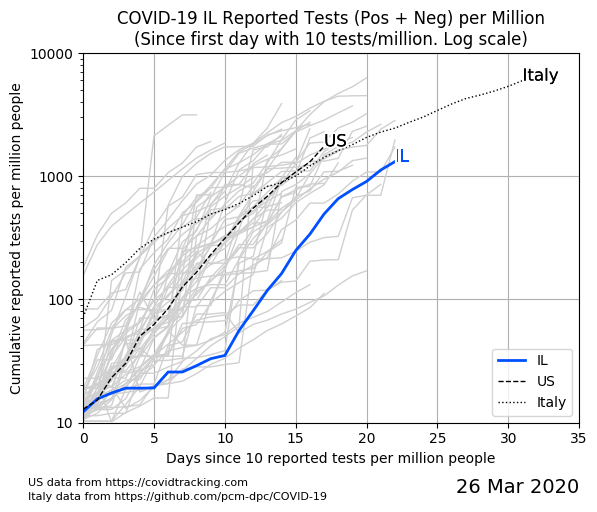 COVID-19 IL Reported Tests (Pos + Neg) per Million
(Since first day with 10 tests/million. Log scale)
Cumulative reported tests per million people
10000
1000
100
10
Italy
US
IL
IL
US
Italy
0 5 10 15 20 25 30 35
Days since 10 reported tests per million people
US data from https://covidtracking.com
Italy data from https://github.com/pcm-dpc/COVID-19
26 Mar 2020